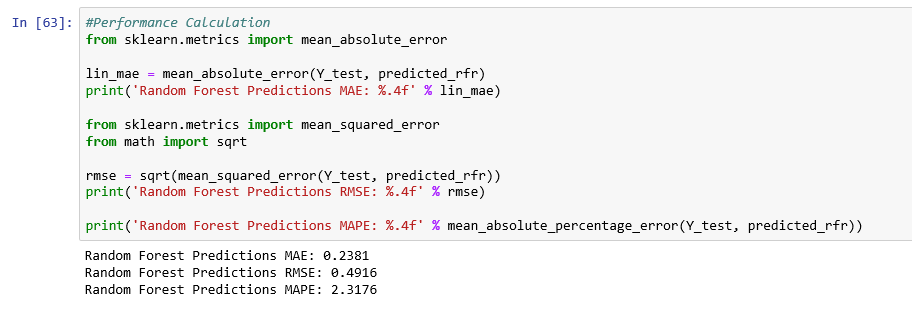 In [63]: #Performance Calculation
from sklearn.metrics import mean_absolute_error
lin_mae = mean_absolute_error(Y_test, predicted_rfr)
print('Random Forest Predictions MAE: %.4f' % lin_mae)
from sklearn.metrics import mean_squared_error
from math import sqrt
rmse = sqrt(mean_squared_error(Y_test, predicted_rfr))
print('Random Forest Predictions RMSE: %.4f' % rmse)
print('Random Forest Predictions MAPE: %.4f' % mean_absolute_percentage_error(Y_test, predicted_rfr))
Random Forest Predictions MAE: 0.2381
Random Forest Predictions RMSE: 0.4916
Random Forest Predictions MAPE: 2.3176